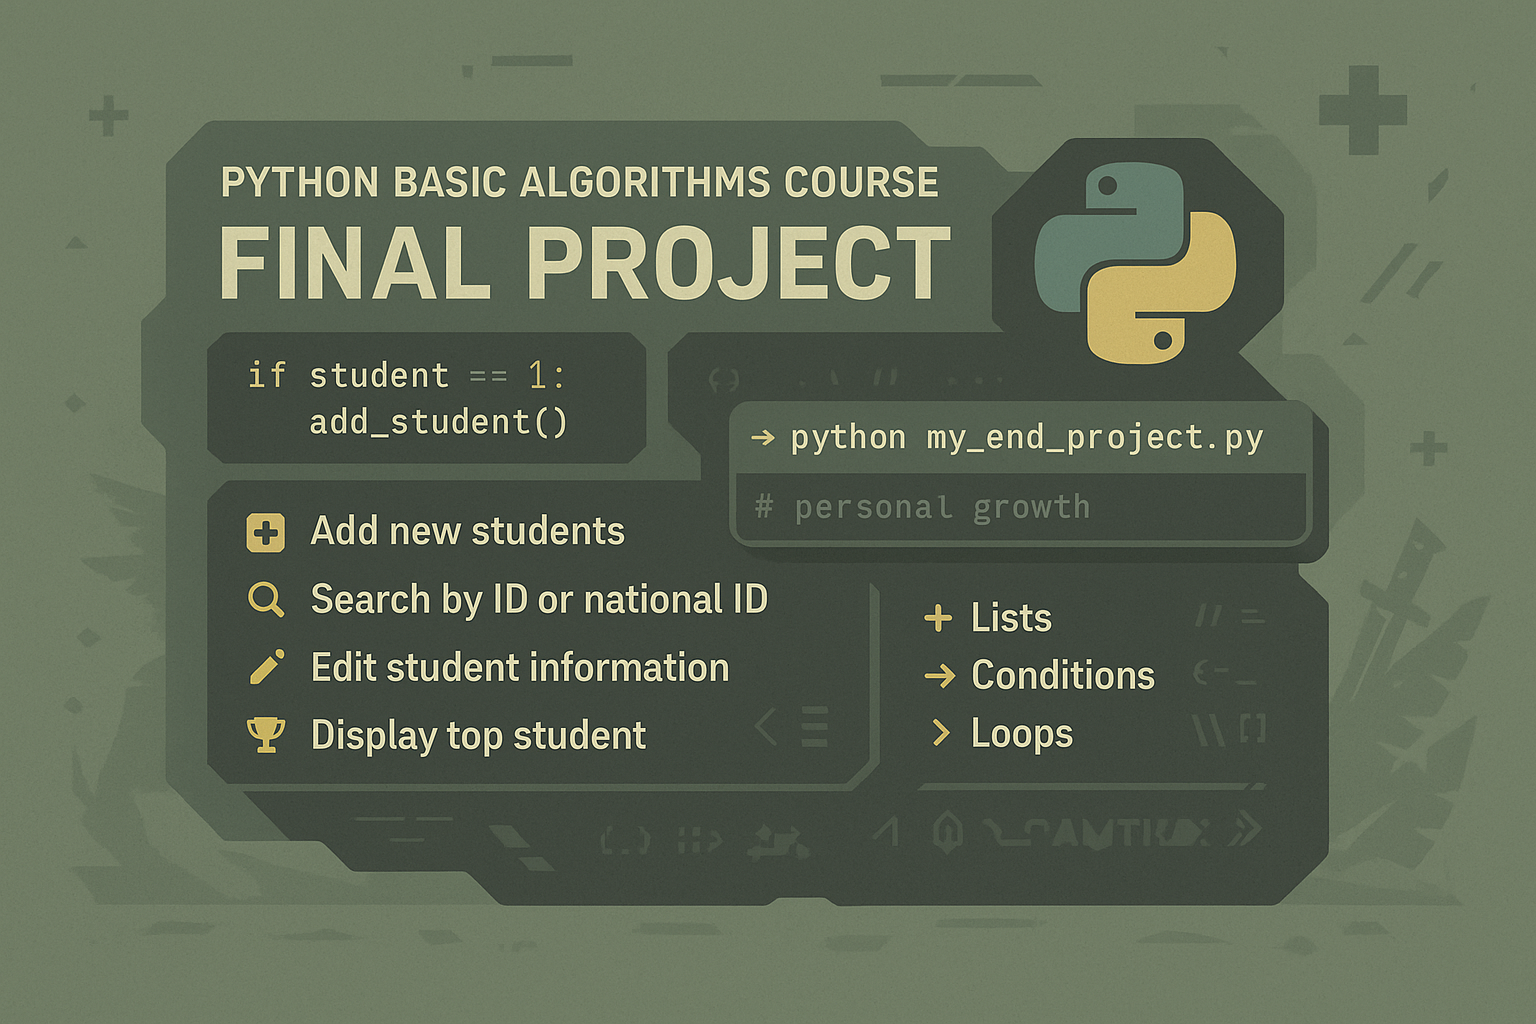 PYTHON BASIC ALGORITHMS COURSE
FINAL PROJECT
if student == 1:
add_student()
→ python my_end_project.py
# personal growth
Add new students
Search by ID or national ID
Edit student information
Display top student
+ Lists
→ Conditions
> Loops